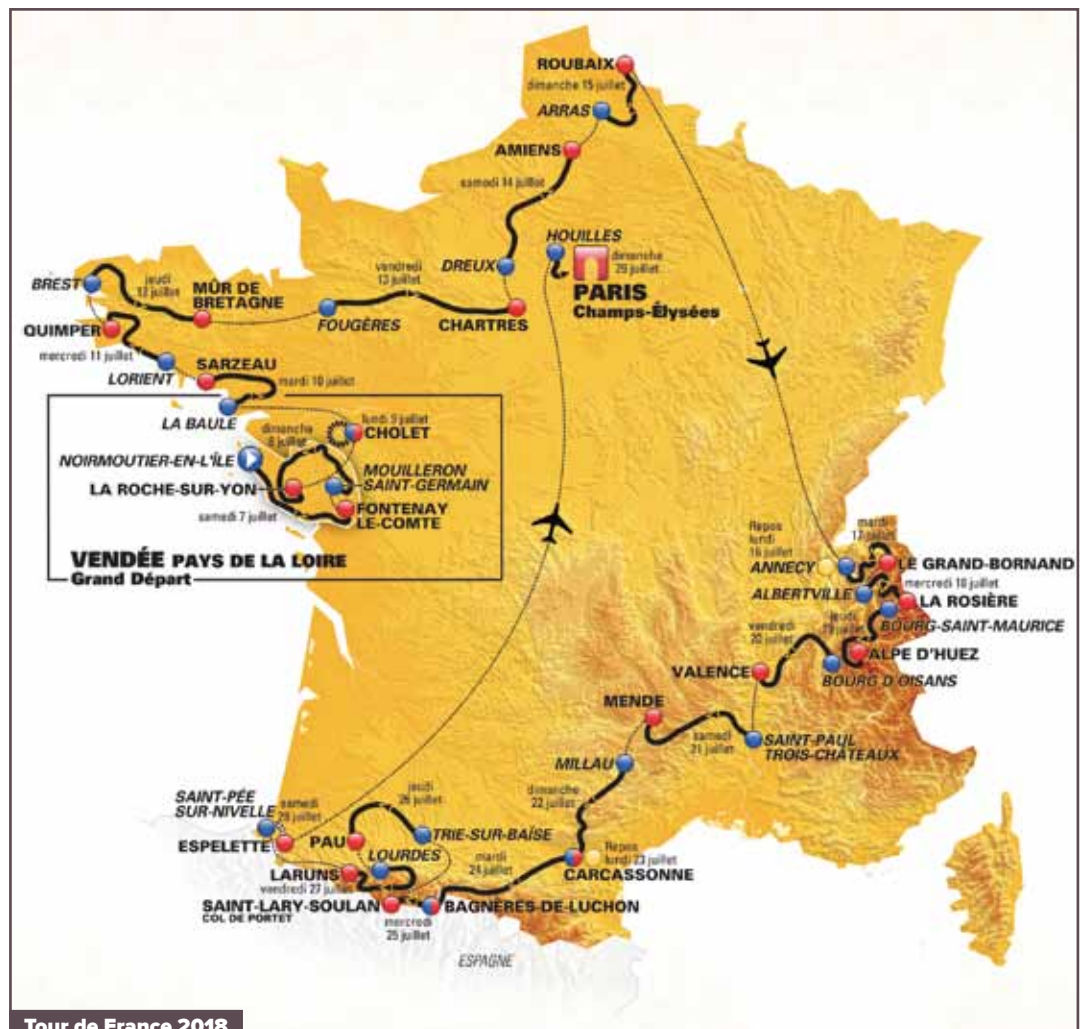 ROUBAIX
dimanche 15 juillet
ARRAS
AMIENS
samedi 14 juillet
HOUILLES
DREUX
dimanche
29 juillet
PARIS
Champs-Élysées
vendredi
13 juillet
FOUGÈRES
CHARTRES
BREST
jeudi
12 juillet
MÛR DE
BRETAGNE
QUIMPER
mercredi 11 juillet
LORIENT
SARZEAU
mardi 10 juillet
LA BAULE
lundi 9 juillet
CHOLET
dimanche
8 juillet
NOIRMOUTIER-EN-L'ÎLE
MOUILLERON
SAINT-GERMAIN
LA ROCHE-SUR-YON
samedi 7 juillet
FONTENAY
LE-COMTE
VENDÉE PAYS DE LA LOIRE
Grand Départ
Repos
lundi
16 juillet
ANNECY
mardi
17 juillet
LE GRAND-BORNAND
ALBERTVILLE
mercredi 18 juillet
LA ROSIÈRE
jeudi
19 juillet
BOURG-SAINT-MAURICE
vendredi
20 juillet
ALPE D'HUEZ
BOURG D'OISANS
VALENCE
MENDE
samedi
21 juillet
SAINT-PAUL
TROIS-CHÂTEAUX
MILLAU
dimanche
22 juillet
SAINT-PÉE
SUR-NIVELLE
samedi
28 juillet
ESPELETTE
jeudi
26 juillet
PAU
TRIE-SUR-BAÏSE
LOURDES
mardi
24 juillet
Repos
lundi 23 juillet
CARCASSONNE
LARUNS
vendredi 27 juillet
SAINT-LARY-SOULAN
COL DE PORTET
BAGNÈRES-DE-LUCHON
mercredi
25 juillet
ESPAGNE
Tour de France 2018